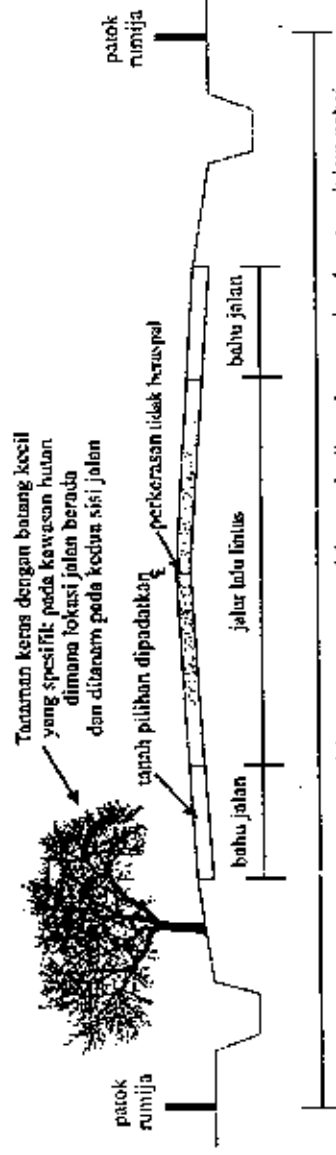 patok
rumija
Tanaman keras dengan batang kecil
yang spesifik pada kawasan hutan
dimana lokasi jalan berada
dan ditanam pada kedua sisi jalan
tanah pilihan dipadatkan
perkerasan tidak beraspal
patok
rumija
bahu jalan
jalur lalu lintas
bahu jalan